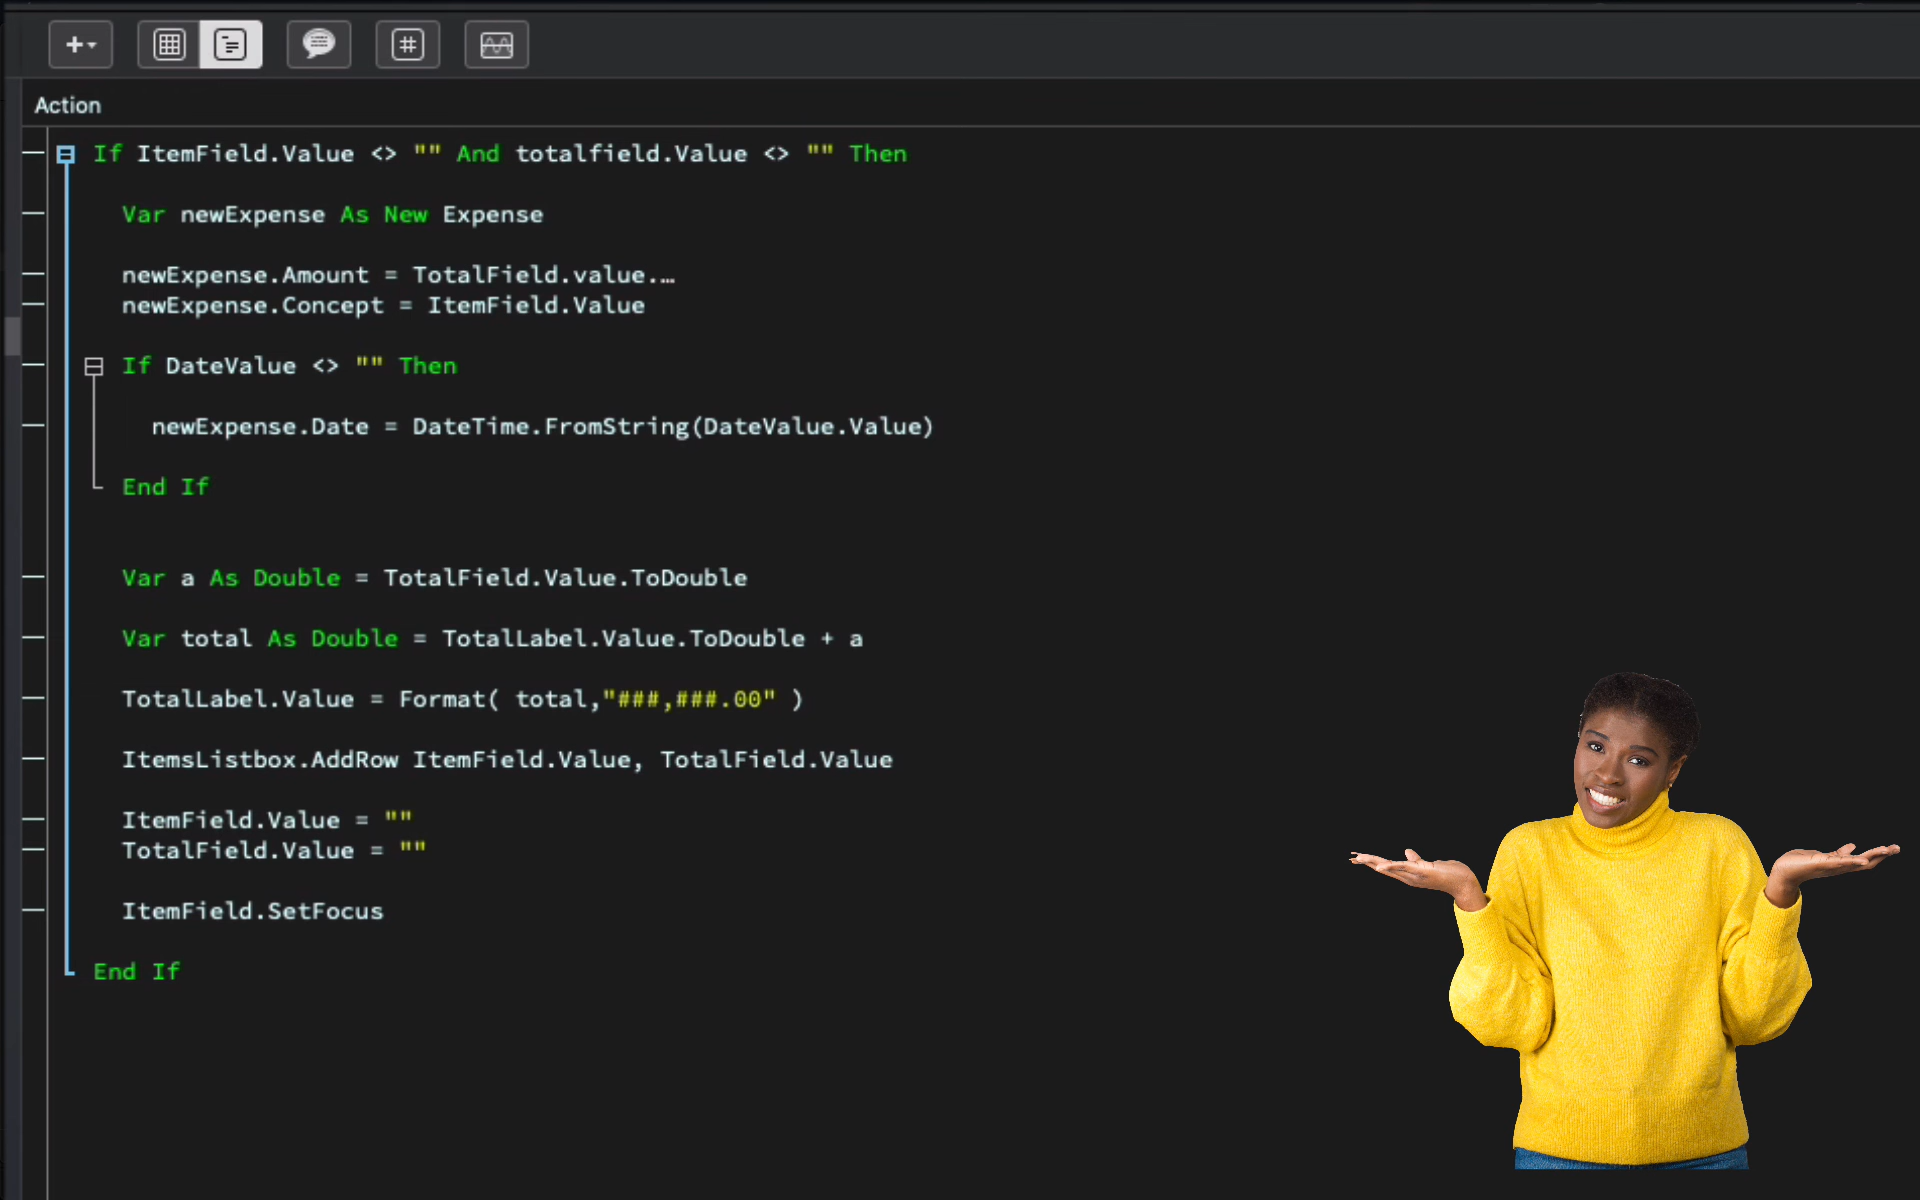 Action
If ItemField.Value <> "" And totalfield.Value <> "" Then
Var newExpense As New Expense
newExpense.Amount = TotalField.value.…
newExpense.Concept = ItemField.Value
If DateValue <> "" Then
newExpense.Date = DateTime.FromString(DateValue.Value)
End If
Var a As Double = TotalField.Value.ToDouble
Var total As Double = TotalLabel.Value.ToDouble + a
TotalLabel.Value = Format( total,"###,###.00" )
ItemsListbox.AddRow ItemField.Value, TotalField.Value
ItemField.Value = ""
TotalField.Value = ""
ItemField.SetFocus
End If